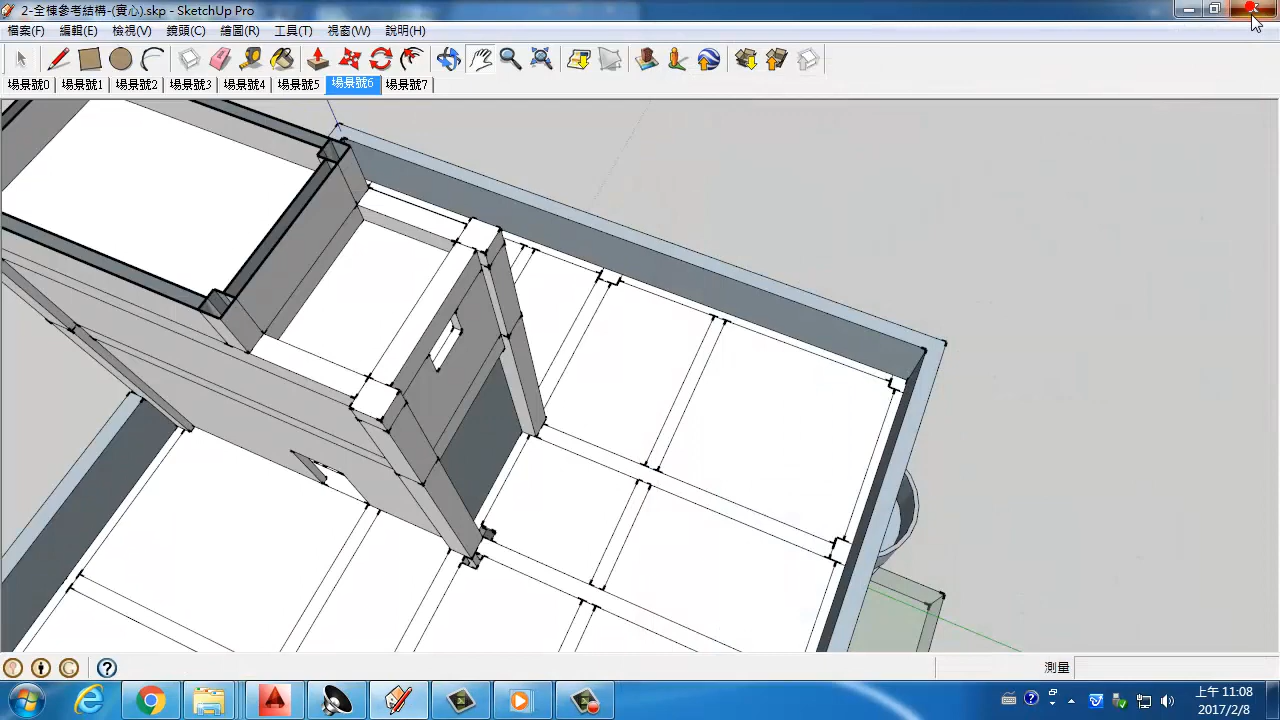 2-全棟參考結構-(實心).skp - SketchUp Pro
檔案(F) 編輯(E) 檢視(V) 鏡頭(C) 繪圖(R) 工具(T) 視窗(W) 說明(H)
場景號0 場景號1 場景號2 場景號3 場景號4 場景號5 場景號6 場景號7
測量
上午 11:08
2017/2/8